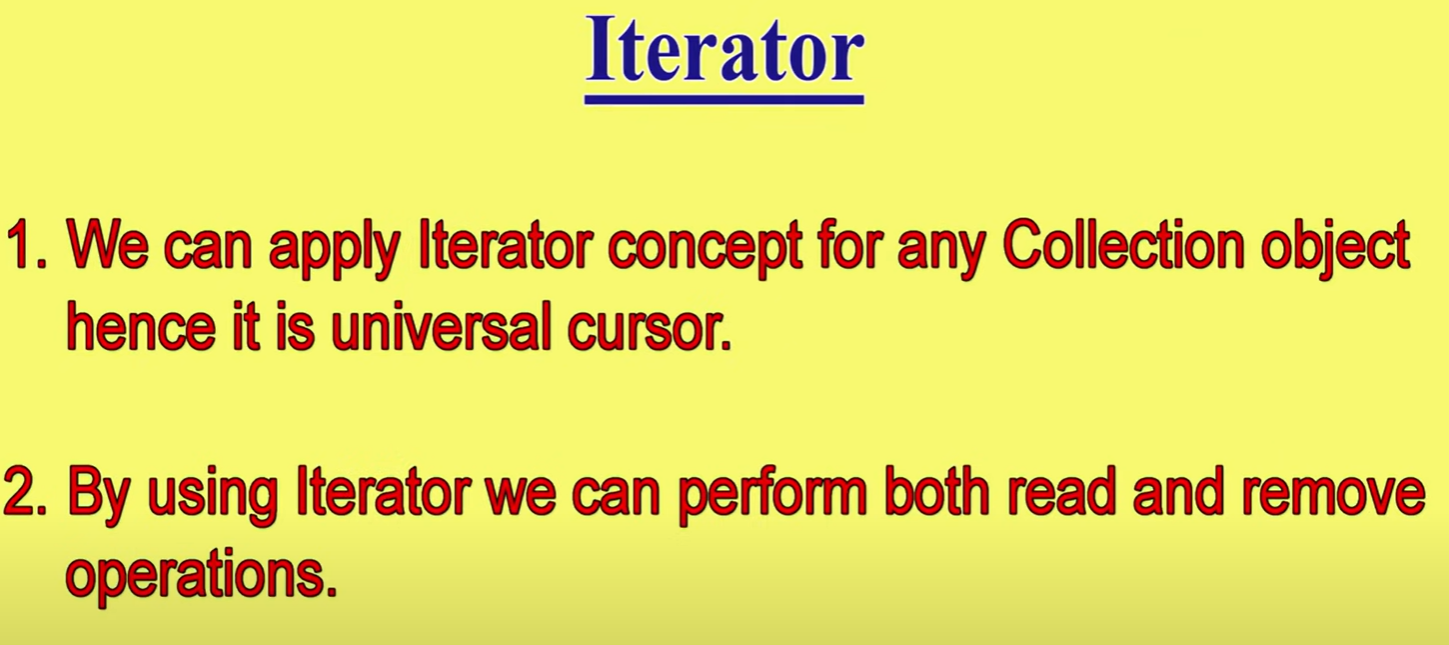 Iterator
1. We can apply Iterator concept for any Collection object
hence it is universal cursor.
2. By using Iterator we can perform both read and remove
operations.